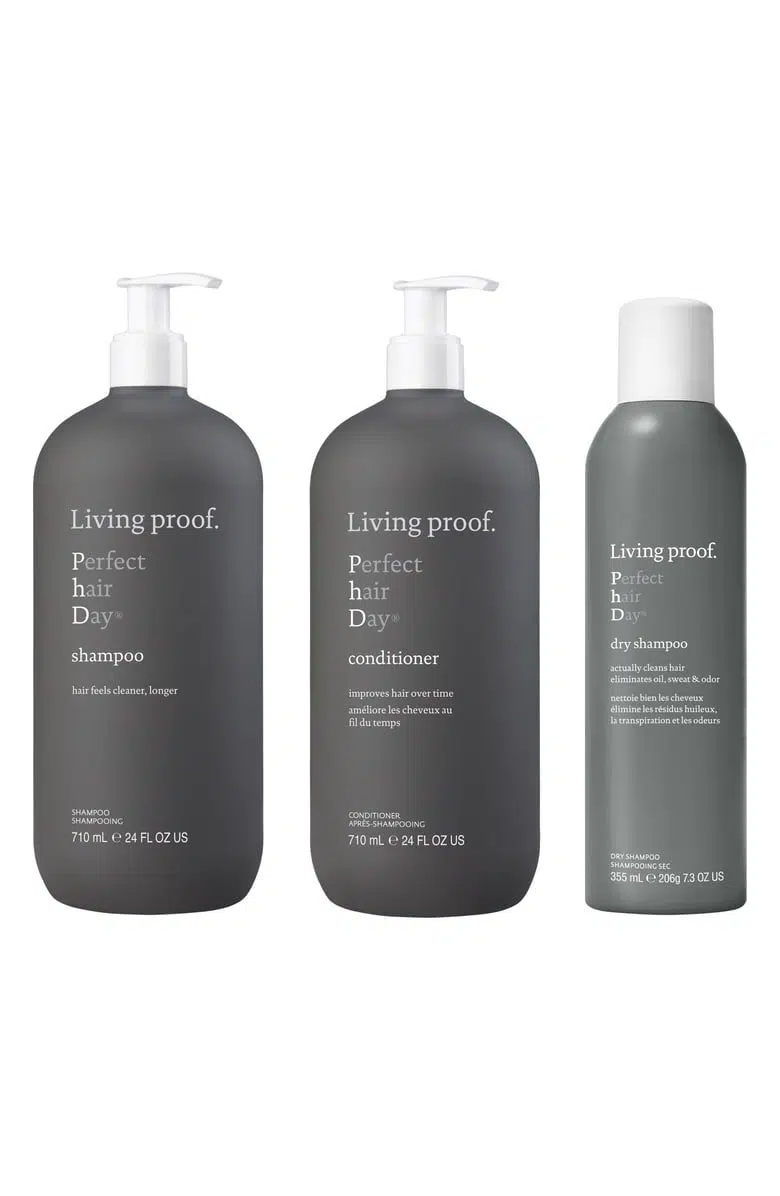 Living proof.
Perfect
hair
Day®
shampoo
hair feels cleaner, longer
SHAMPOO
SHAMPOOING
710 mL ℮ 24 FL OZ US
Living proof.
Perfect
hair
Day®
conditioner
improves hair over time
améliore les cheveux au
fil du temps
CONDITIONER
APRÈS-SHAMPOOING
710 mL ℮ 24 FL OZ US
Living proof.
Perfect
hair
Day®
dry shampoo
actually cleans hair
eliminates oil, sweat & odor
nettoie bien les cheveux
élimine les résidus huileux,
la transpiration et les odeurs
DRY SHAMPOO
SHAMPOOING SEC
355 mL ℮ 206g 7.3 OZ US